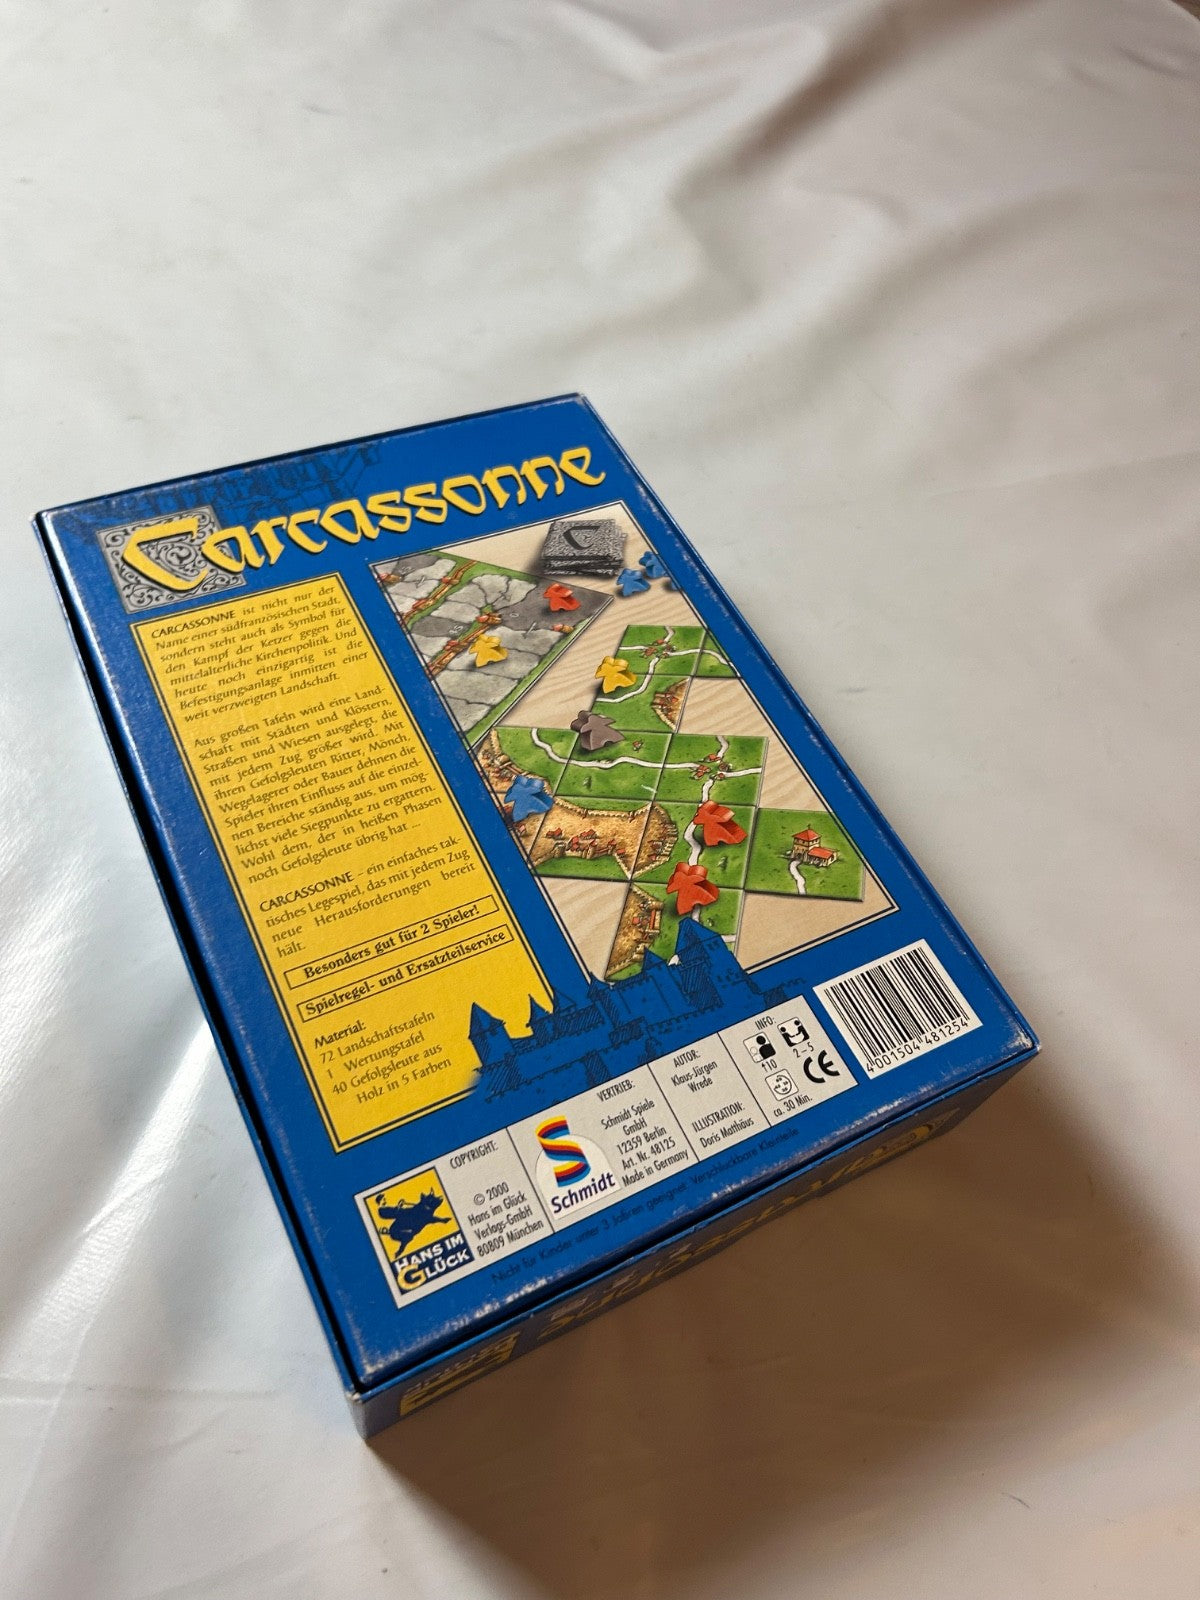 Carcassonne
CARCASSONNE ist nicht nur der
Name einer südfranzösischen Stadt,
sondern steht auch als Symbol für
den Kampf der Ketzer gegen die
mittelalterliche Kirchenpolitik. Und
heute noch einzigartig ist die
Befestigungsanlage inmitten einer
weit verzweigten Landschaft.
Aus großen Tafeln wird eine Land-
schaft mit Städten und Klöstern,
Straßen und Wiesen ausgelegt, die
mit jedem Zug größer wird. Mit
ihren Gefolgsleuten Ritter, Mönch,
Wegelagerer oder Bauer dehnen die
Spieler ihren Einfluss auf die einzel-
nen Bereiche ständig aus, um mög-
lichst viele Siegpunkte zu ergattern.
Wohl dem, der in heißen Phasen
noch Gefolgsleute übrig hat ...
CARCASSONNE – ein einfaches tak-
tisches Legespiel, das mit jedem Zug
neue Herausforderungen bereit
hält.
Besonders gut für 2 Spieler!
Spielregel- und Ersatzteilservice
Material:
72 Landschaftstafeln
1 Wertungstafel
40 Gefolgsleute aus
Holz in 5 Farben
C
HANS IM
GLÜCK
COPYRIGHT:
© 2000
Hans im Glück
Verlags-GmbH
80809 München
Schmidt
VERTRIEB:
Schmidt Spiele
GmbH
12359 Berlin
Art. Nr. 48125
Made in Germany
AUTOR:
Klaus-Jürgen
Wrede
ILLUSTRATION:
Doris Matthäus
INFO:
†10
2–5
ca. 30 Min.
CE
4 001504 481254
Nicht für Kinder unter 3 Jahren geeignet. Verschluckbare Kleinteile
Carcassonne